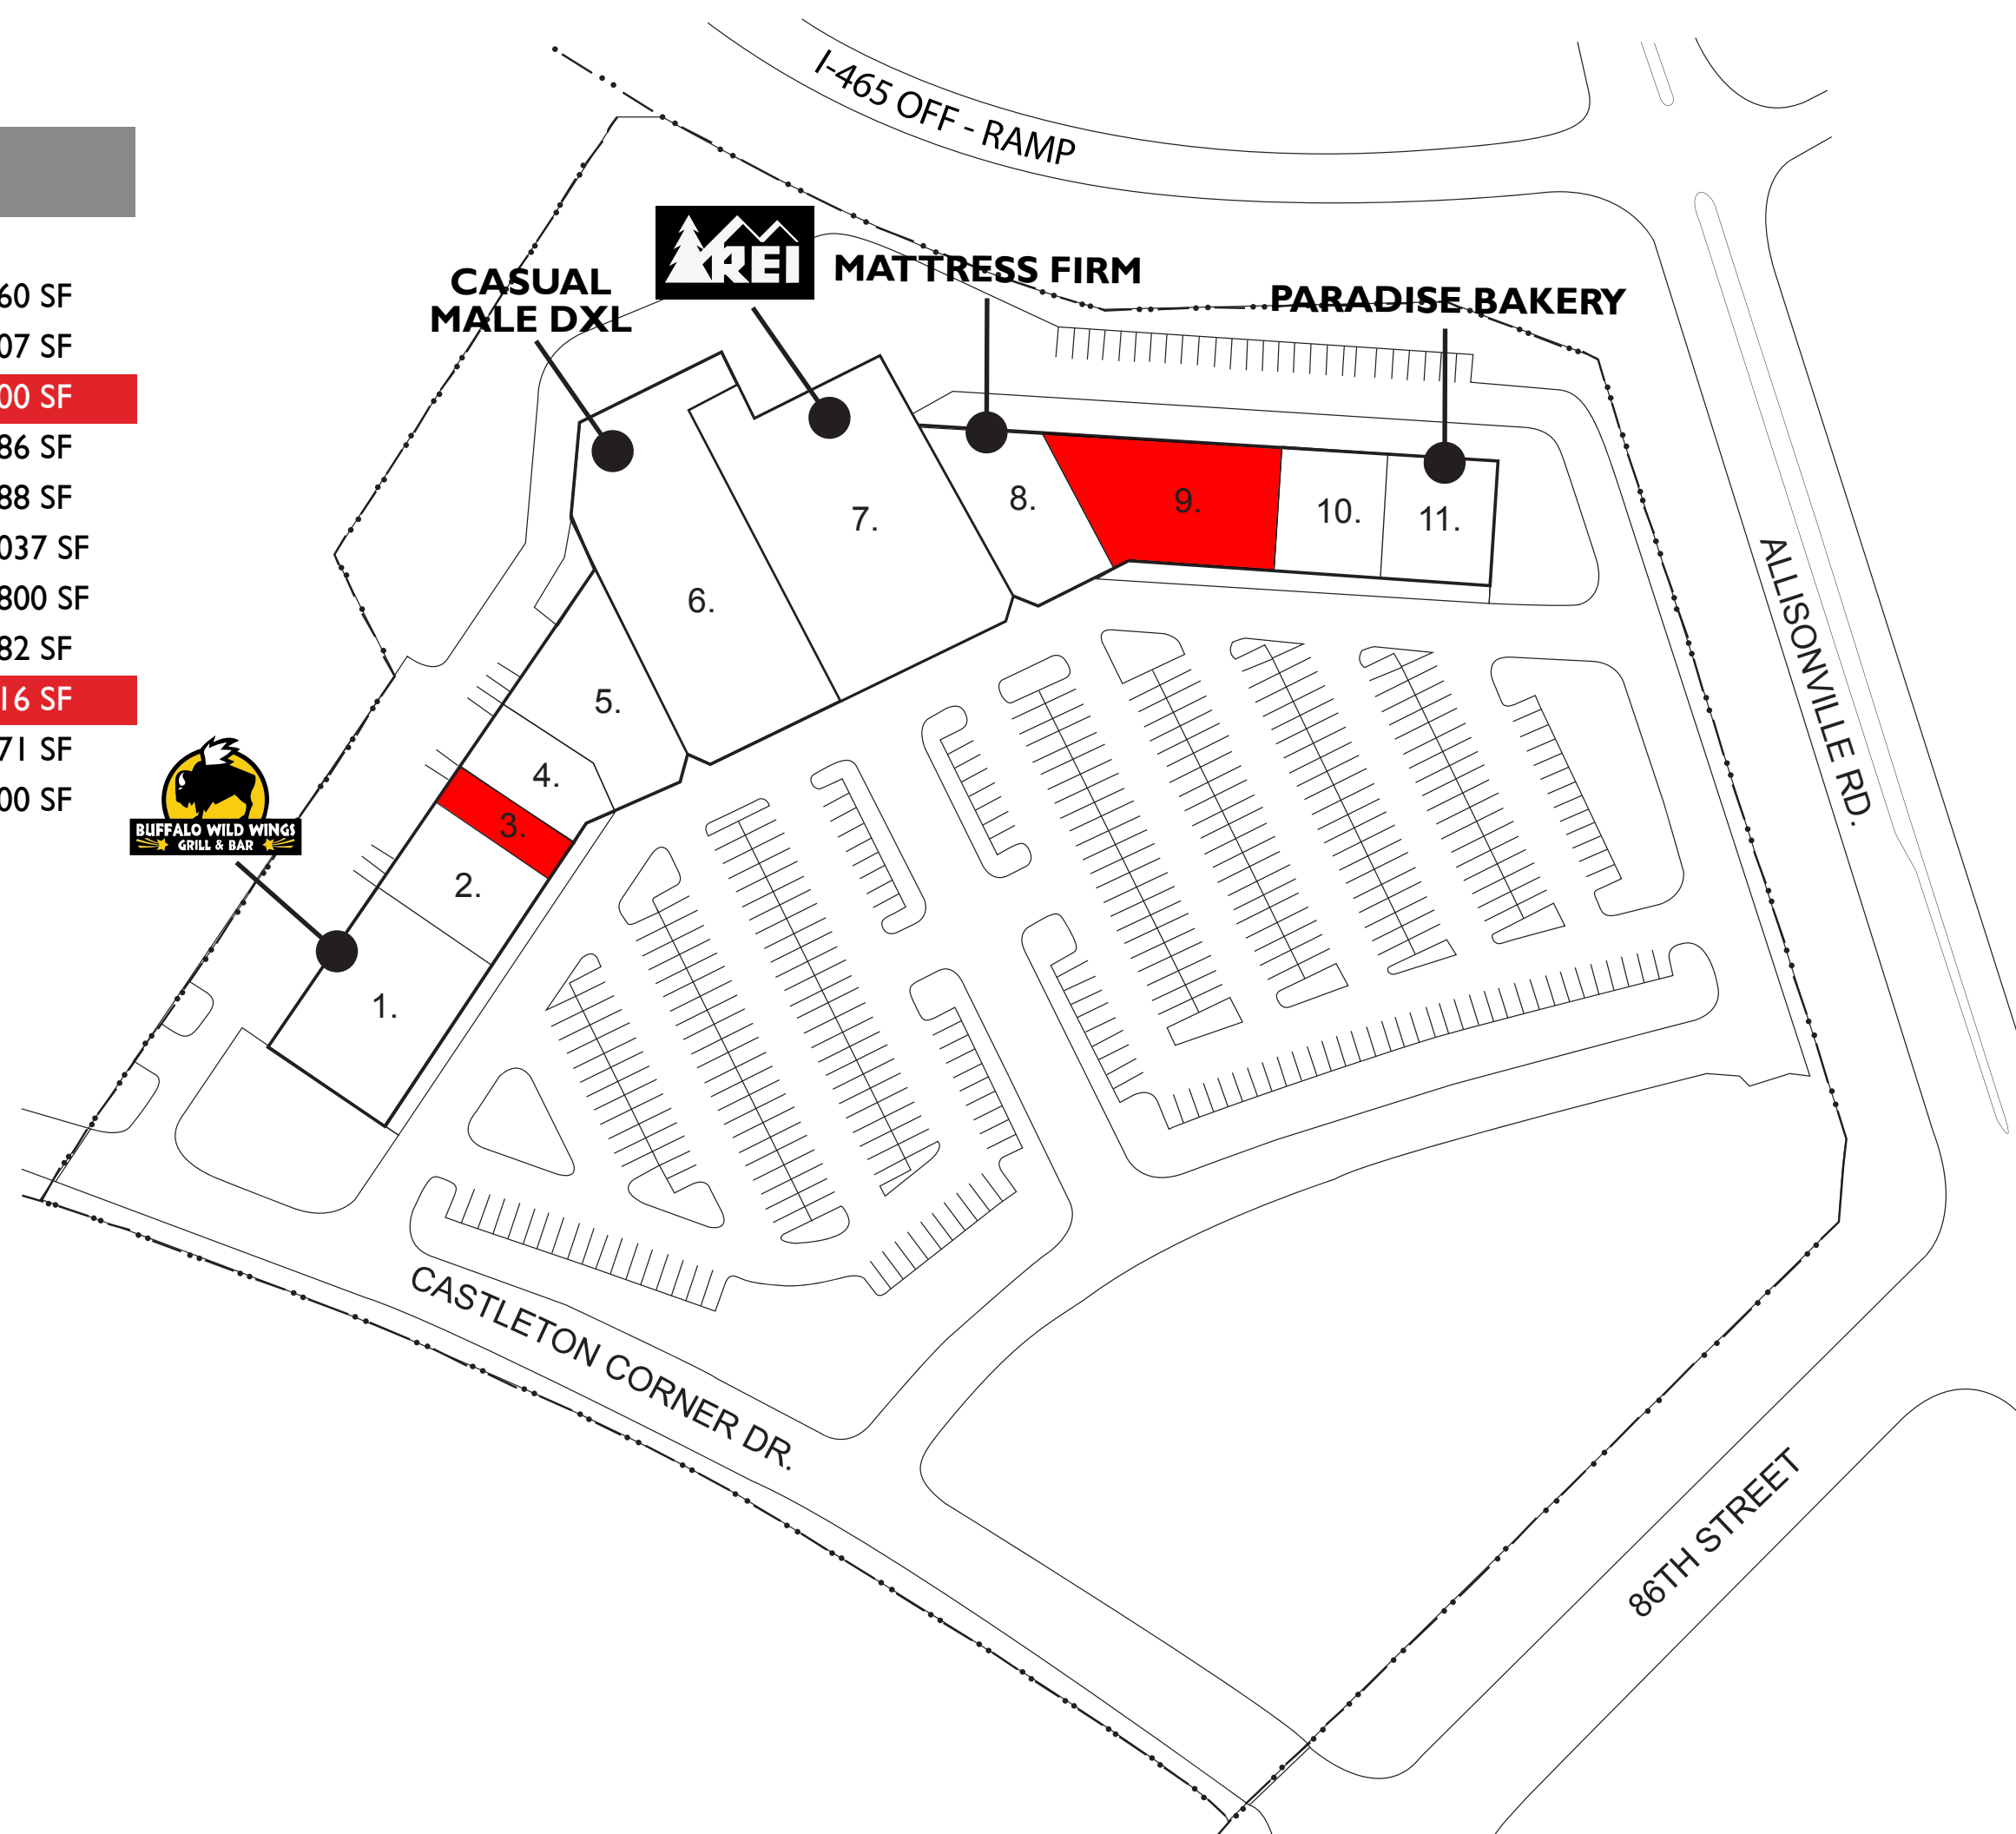 I-465 OFF - RAMP
REI
CASUAL
MALE DXL
MATTRESS FIRM
PARADISE BAKERY
60 SF
07 SF
00 SF
86 SF
88 SF
037 SF
800 SF
82 SF
16 SF
71 SF
00 SF
BUFFALO WILD WINGS
GRILL & BAR
1.
2.
3.
4.
5.
6.
7.
8.
9.
10.
11.
ALLISONVILLE RD.
CASTLETON CORNER DR.
86TH STREET